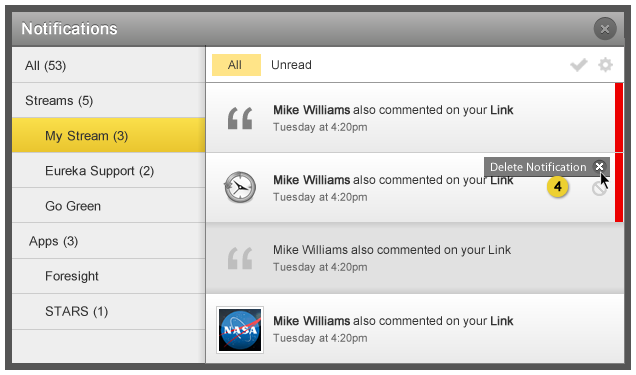 Notifications
All (53)
Streams (5)
My Stream (3)
Eureka Support (2)
Go Green
Apps (3)
Foresight
STARS (1)
All
Unread
Mike Williams also commented on your Link
Tuesday at 4:20pm
Delete Notification
Mike Williams also commented on your Link
4
Tuesday at 4:20pm
Mike Williams also commented on your Link
Tuesday at 4:20pm
NASA
Mike Williams also commented on your Link
Tuesday at 4:20pm